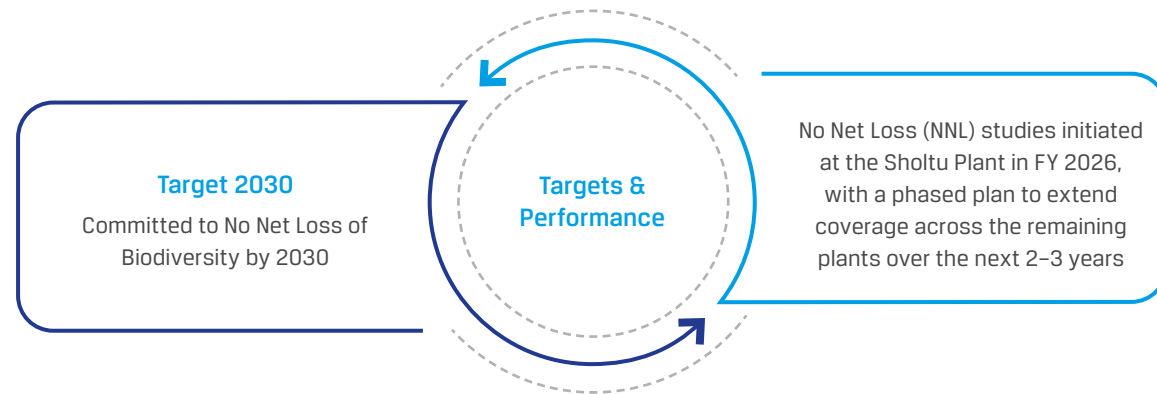 Target 2030
Committed to No Net Loss of
Biodiversity by 2030
Targets &
Performance
No Net Loss (NNL) studies initiated
at the Sholtu Plant in FY 2026,
with a phased plan to extend
coverage across the remaining
plants over the next 2–3 years